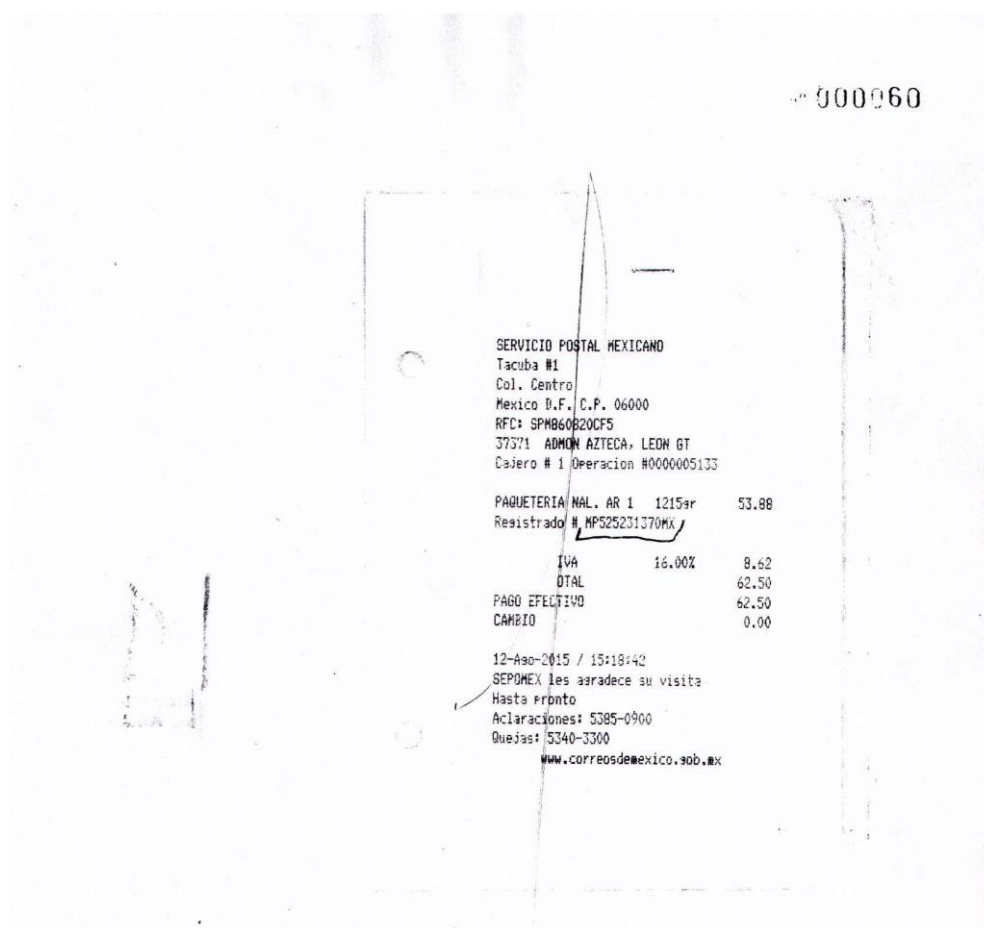 000060
SERVICIO POSTAL MEXICANO
Tacuba #1
Col. Centro
Mexico D.F. C.P. 06000
RFC: SPM860820CF5
37371 ADMON AZTECA, LEON GT
Cajero # 1 Operacion #0000005133
PAQUETERIA NAL. AR 1 1215gr 53.88
Registrado # MP525231370MX
IVA 16.00% 8.62
OTAL 62.50
PAGO EFECTIVO 62.50
CAMBIO 0.00
12-Ago-2015 / 15:18:42
SEPOMEX les agradece su visita
Hasta pronto
Aclaraciones: 5385-0900
Quejas: 5340-3300
www.correosdemexico.gob.mx